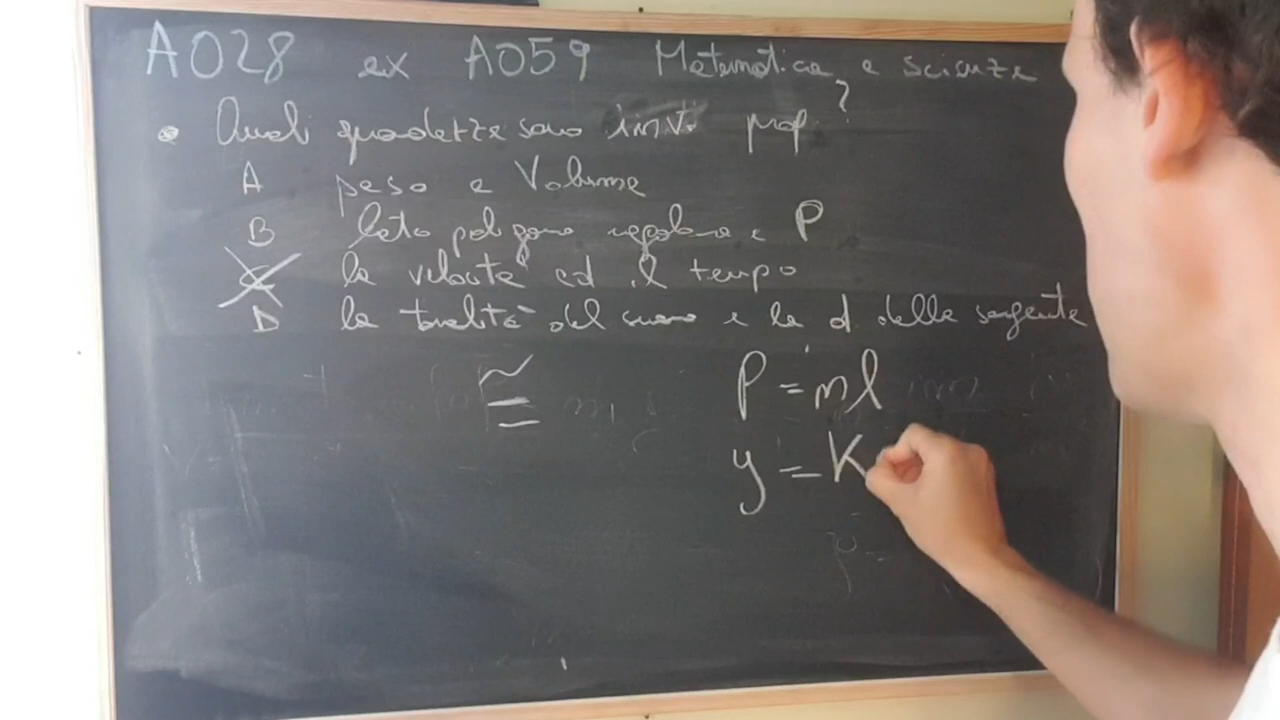 A028 ex A059 Matematica e scienze
• Quali grandezze sono inv. prop?
A peso e Volume
B lato poligono regolare e P
C la velocità ed il tempo
D la tonalità del suono e la d della sorgente
≅
P = nl
y = K